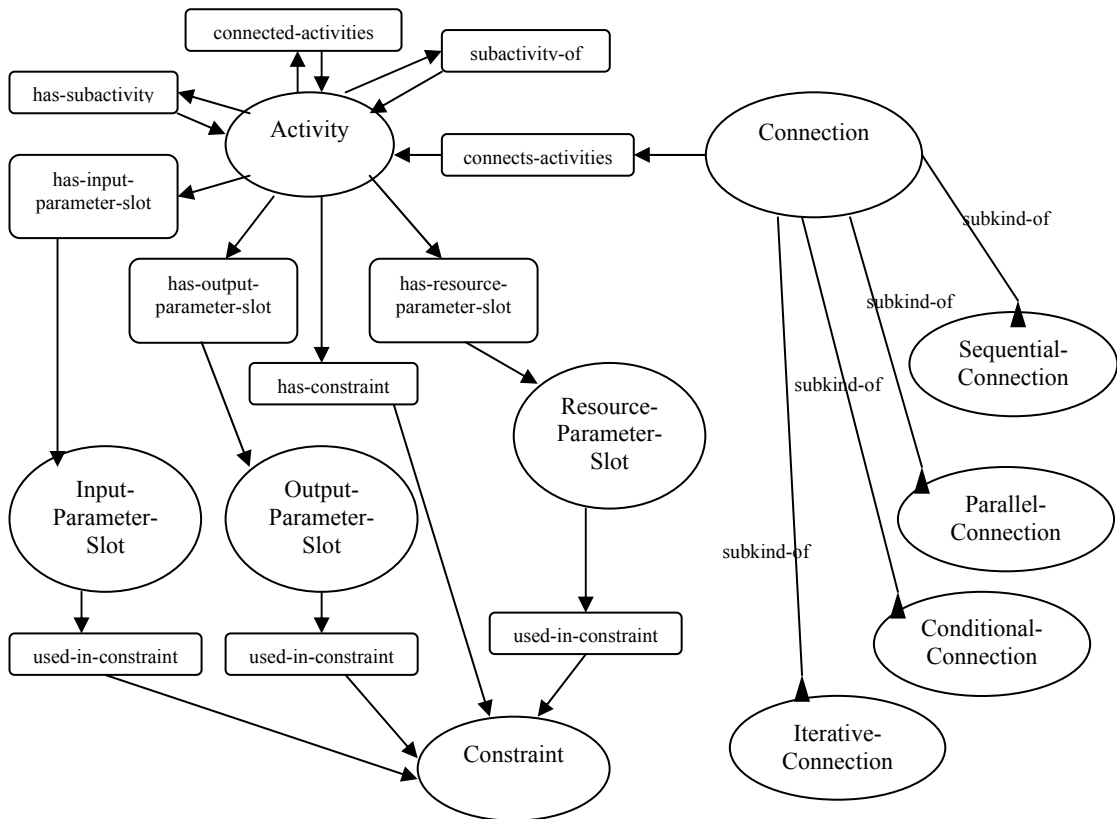 connected-activities
subactivity-of
has-subactivity
Activity
Connection
connects-activities
has-input-
parameter-slot
subkind-of
has-output-
parameter-slot
has-resource-
parameter-slot
subkind-of
Sequential-
Connection
has-constraint
subkind-of
Resource-
Parameter-
Slot
Input-
Parameter-
Slot
Output-
Parameter-
Slot
Parallel-
Connection
subkind-of
used-in-constraint
used-in-constraint
used-in-constraint
Conditional-
Connection
Constraint
Iterative-
Connection